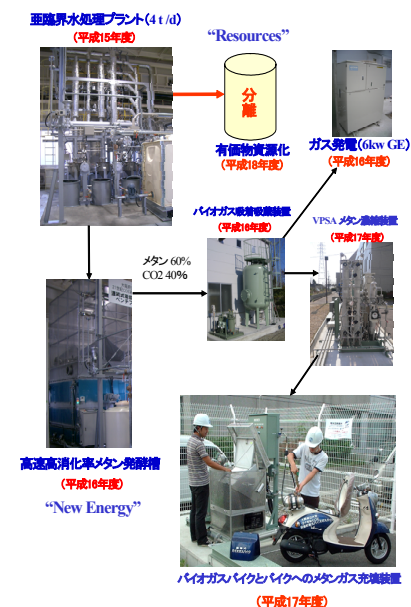 亜臨界水処理プラント(4 t /d)
(平成15年度)
“Resources”
分離
有価物資源化
(平成18年度)
ガス発電(6kw GE)
(平成16年度)
バイオガス吸着吸蔵装置
(平成16年度)
VPSA メタン濃縮装置
(平成17年度)
メタン 60%
CO2 40%
高速高消化率メタン発酵槽
(平成16年度)
“New Energy”
バイオガスバイクとバイクへのメタンガス充填装置
(平成17年度)